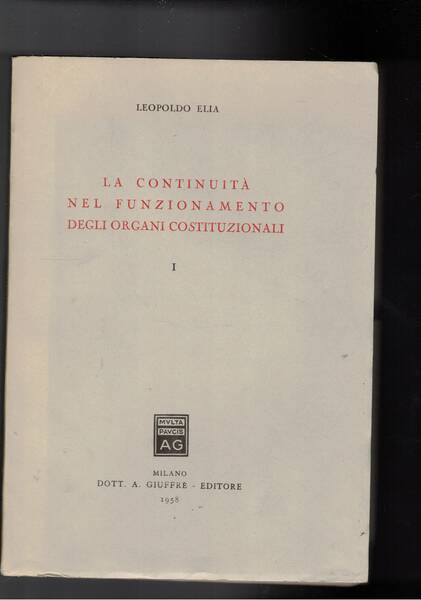 LEOPOLDO ELIA
LA CONTINUITÀ
NEL FUNZIONAMENTO
DEGLI ORGANI COSTITUZIONALI
I
MVLTA
PAVCIS
AG
MILANO
DOTT. A. GIUFFRÈ - EDITORE
1958